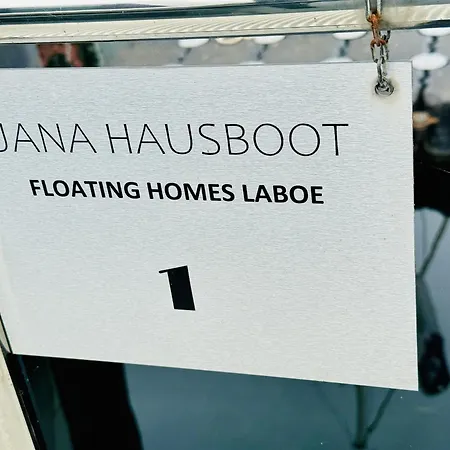 JANA HAUSBOOT
FLOATING HOMES LABOE
1